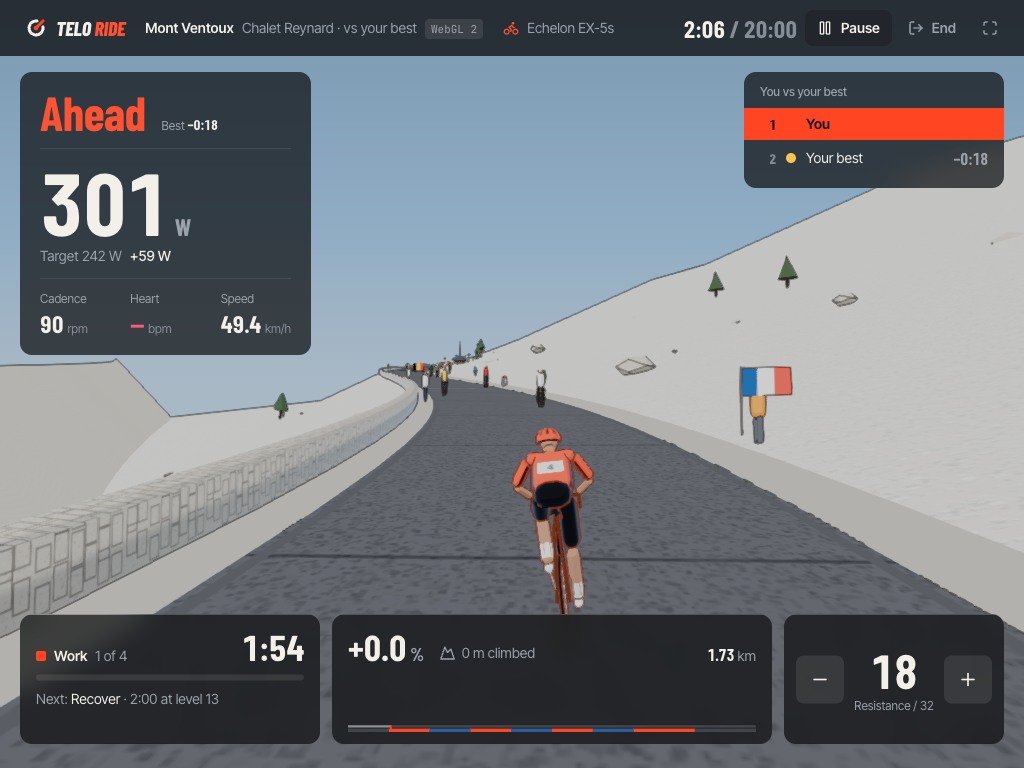 TELO RIDE Mont Ventoux Chalet Reynard · vs your best WebGL 2 Echelon EX-5s 2:06 / 20:00 Pause End
Ahead Best −0:18
301 W
Target 242 W +59 W
Cadence Heart Speed
90 rpm – bpm 49.4 km/h
You vs your best
1 You
2 Your best −0:18
4
Work 1 of 4 1:54
Next: Recover · 2:00 at level 13
+0.0 % 0 m climbed 1.73 km
− 18 +
Resistance / 32